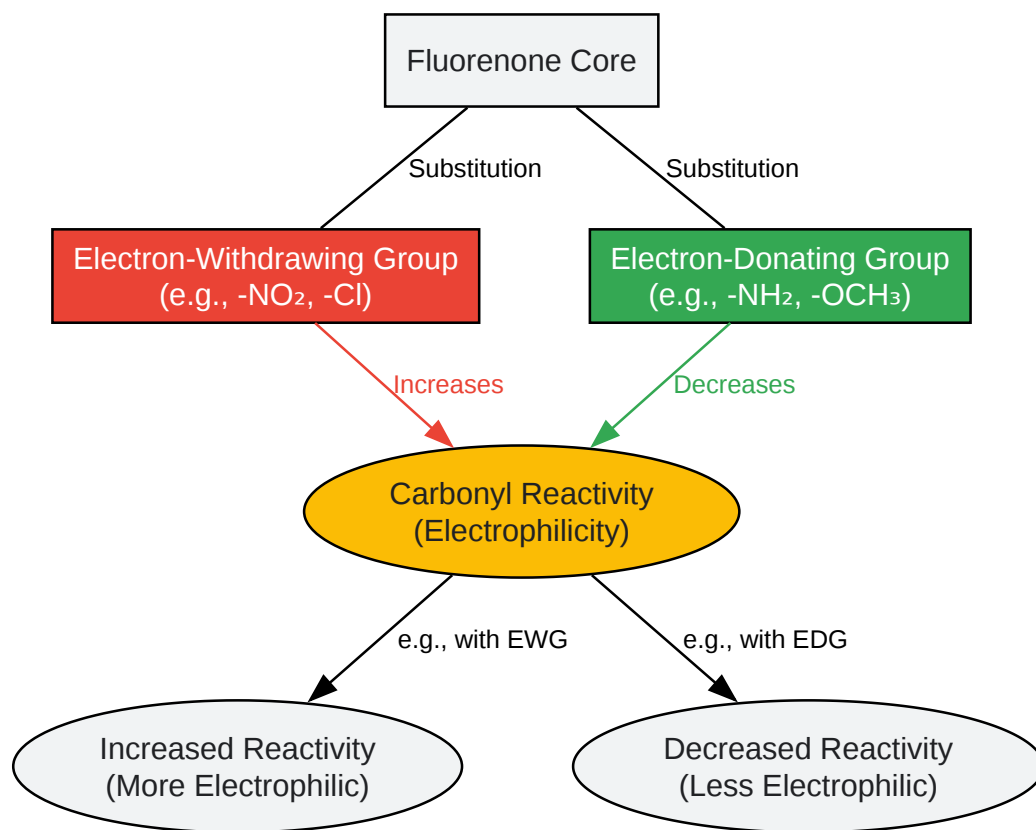 Fluorenone Core
Substitution
Substitution
Electron-Withdrawing Group
(e.g., -NO₂, -Cl)
Electron-Donating Group
(e.g., -NH₂, -OCH₃)
Increases
Decreases
Carbonyl Reactivity
(Electrophilicity)
e.g., with EWG
e.g., with EDG
Increased Reactivity
(More Electrophilic)
Decreased Reactivity
(Less Electrophilic)